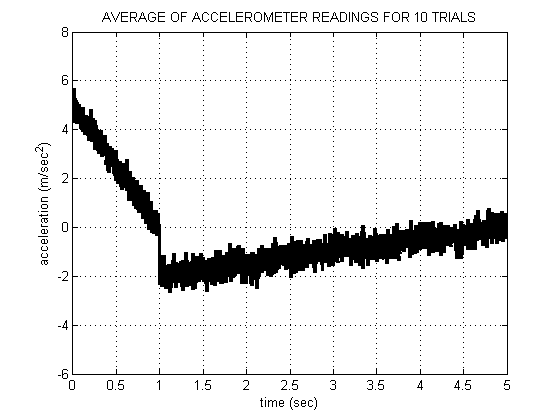 AVERAGE OF ACCELEROMETER READINGS FOR 10 TRIALS
8
6
4
2
0
-2
-4
-6
acceleration (m/sec²)
0 0.5 1 1.5 2 2.5 3 3.5 4 4.5 5
time (sec)